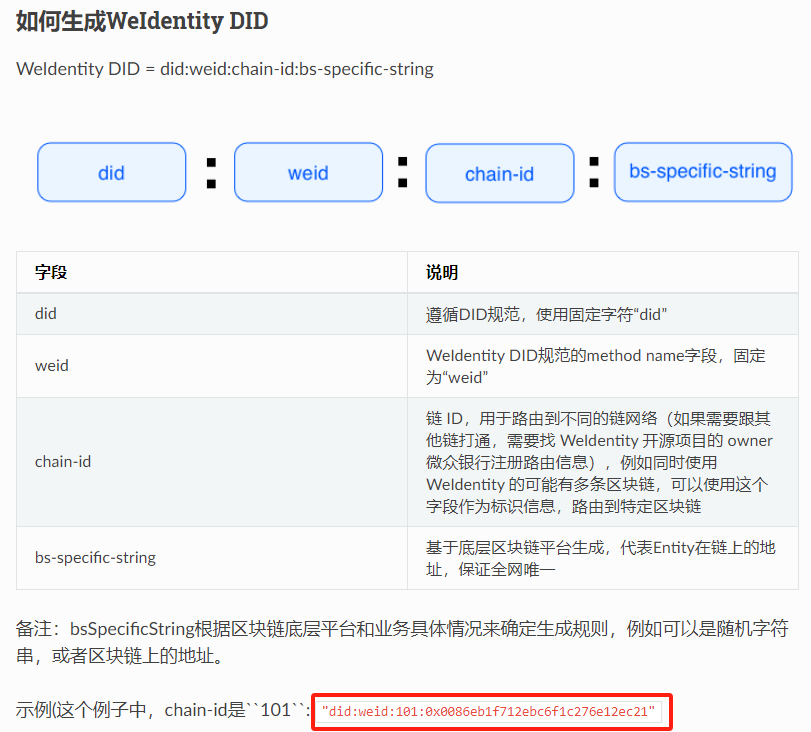 如何生成WeIdentity DID
WeIdentity DID = did:weid:chain-id:bs-specific-string
did : weid : chain-id : bs-specific-string
字段 说明
did 遵循DID规范，使用固定字符“did”
weid WeIdentity DID规范的method name字段，固定
为“weid”
chain-id 链 ID，用于路由到不同的链网络（如果需要跟其
他链打通，需要找 WeIdentity 开源项目的 owner
微众银行注册路由信息），例如同时使用
WeIdentity 的可能有多条区块链，可以使用这个
字段作为标识信息，路由到特定区块链
bs-specific-string 基于底层区块链平台生成，代表Entity在链上的地
址，保证全网唯一
备注：bsSpecificString根据区块链底层平台和业务具体情况来确定生成规则，例如可以是随机字符
串，或者区块链上的地址。
示例(这个例子中，chain-id是``101``: "did:weid:101:0x0086eb1f712ebc6f1c276e12ec21"